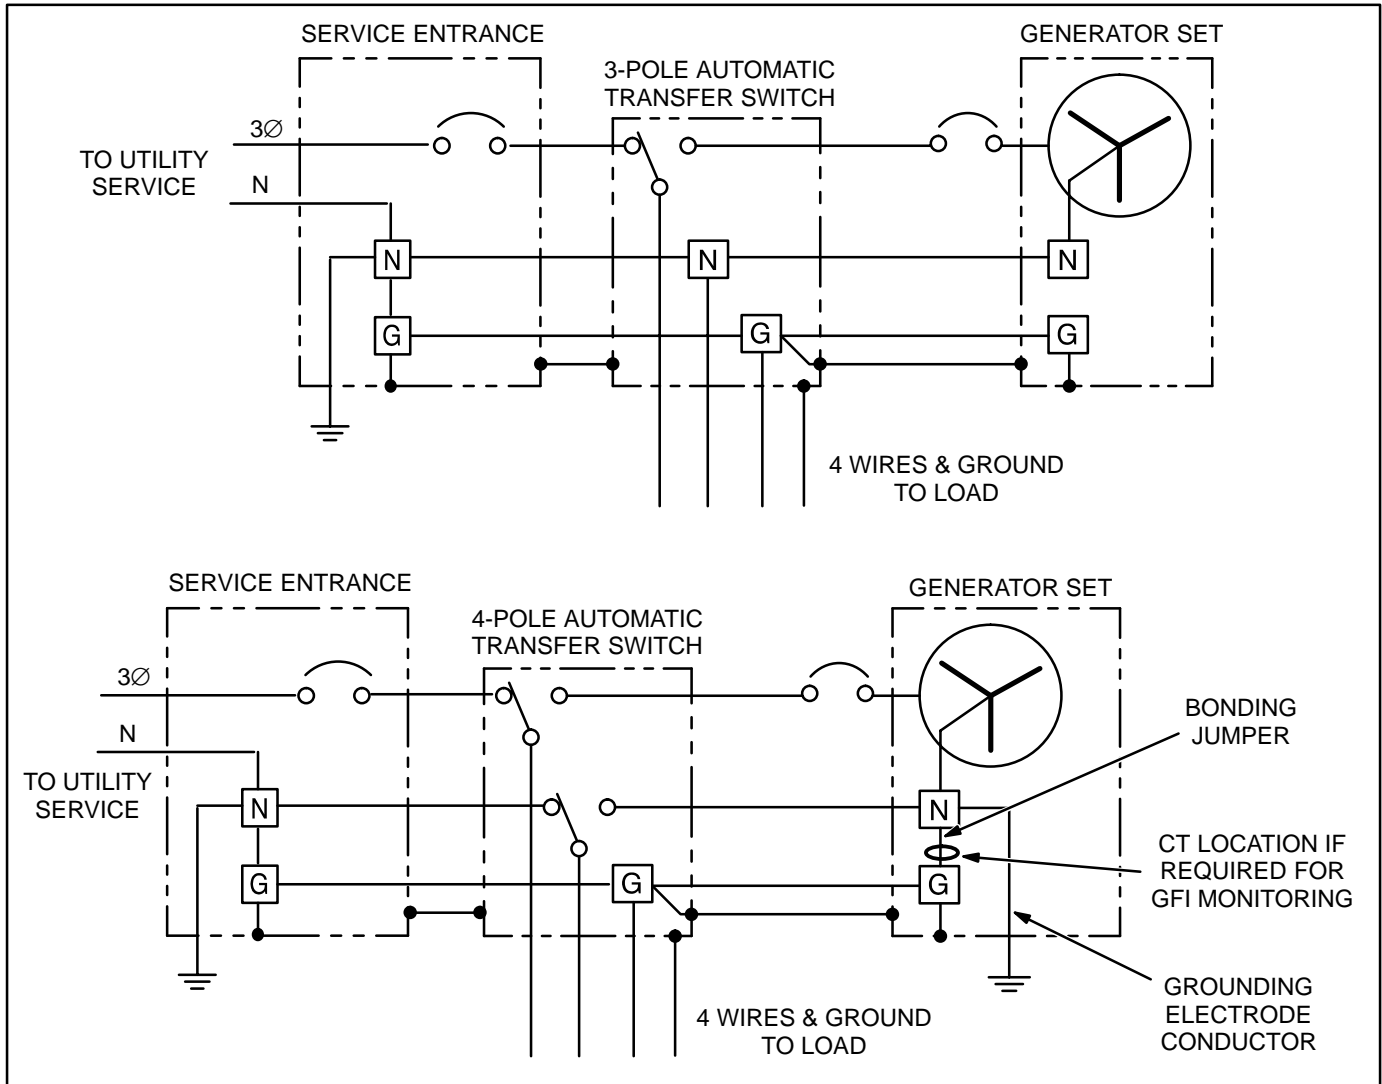 SERVICE ENTRANCE
GENERATOR SET
3-POLE AUTOMATIC
TRANSFER SWITCH
3∅
TO UTILITY
SERVICE
N
N
N
N
G
G
G
4 WIRES & GROUND
TO LOAD
SERVICE ENTRANCE
GENERATOR SET
4-POLE AUTOMATIC
TRANSFER SWITCH
3∅
N
TO UTILITY
SERVICE
BONDING
JUMPER
N
N
CT LOCATION IF
REQUIRED FOR
GFI MONITORING
G
G
G
GROUNDING
ELECTRODE
CONDUCTOR
4 WIRES & GROUND
TO LOAD